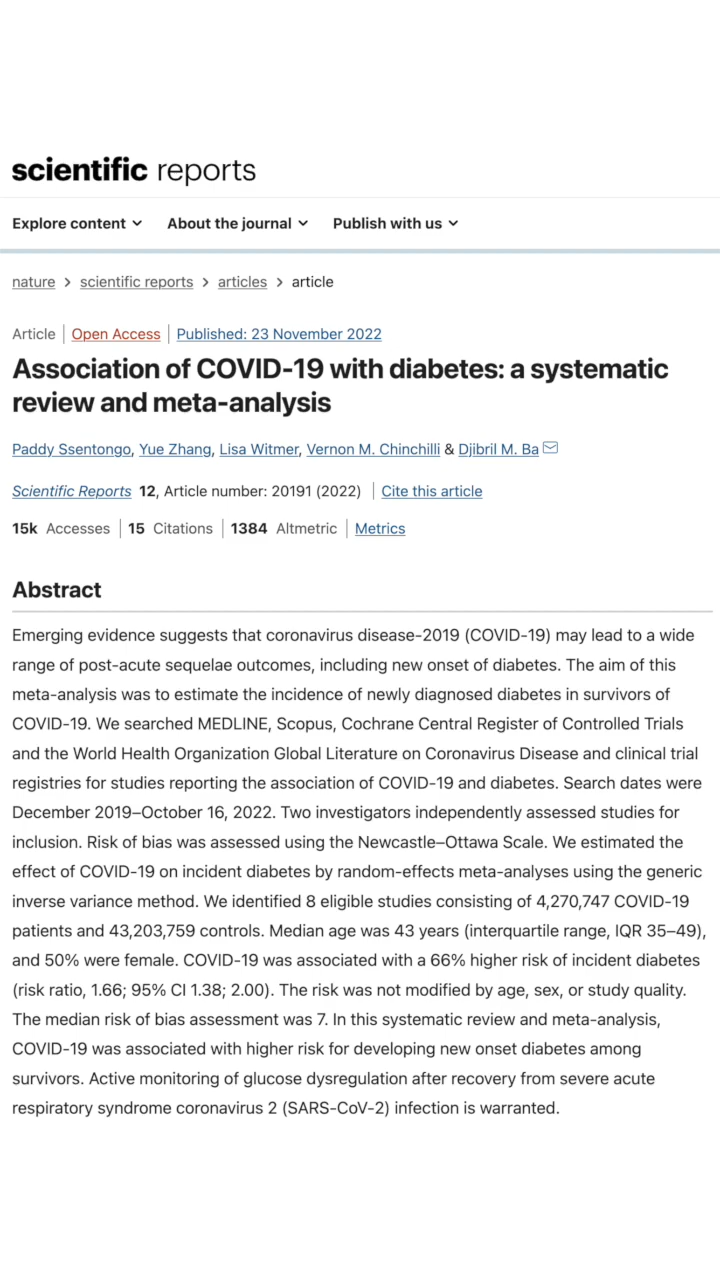 scientific reports
Explore content About the journal Publish with us
nature > scientific reports > articles > article
Article | Open Access | Published: 23 November 2022
Association of COVID-19 with diabetes: a systematic
review and meta-analysis
Paddy Ssentongo, Yue Zhang, Lisa Witmer, Vernon M. Chinchilli & Djibril M. Ba
Scientific Reports 12, Article number: 20191 (2022) | Cite this article
15k Accesses | 15 Citations | 1384 Altmetric | Metrics
Abstract
Emerging evidence suggests that coronavirus disease-2019 (COVID-19) may lead to a wide
range of post-acute sequelae outcomes, including new onset of diabetes. The aim of this
meta-analysis was to estimate the incidence of newly diagnosed diabetes in survivors of
COVID-19. We searched MEDLINE, Scopus, Cochrane Central Register of Controlled Trials
and the World Health Organization Global Literature on Coronavirus Disease and clinical trial
registries for studies reporting the association of COVID-19 and diabetes. Search dates were
December 2019–October 16, 2022. Two investigators independently assessed studies for
inclusion. Risk of bias was assessed using the Newcastle–Ottawa Scale. We estimated the
effect of COVID-19 on incident diabetes by random-effects meta-analyses using the generic
inverse variance method. We identified 8 eligible studies consisting of 4,270,747 COVID-19
patients and 43,203,759 controls. Median age was 43 years (interquartile range, IQR 35–49),
and 50% were female. COVID-19 was associated with a 66% higher risk of incident diabetes
(risk ratio, 1.66; 95% CI 1.38; 2.00). The risk was not modified by age, sex, or study quality.
The median risk of bias assessment was 7. In this systematic review and meta-analysis,
COVID-19 was associated with higher risk for developing new onset diabetes among
survivors. Active monitoring of glucose dysregulation after recovery from severe acute
respiratory syndrome coronavirus 2 (SARS-CoV-2) infection is warranted.